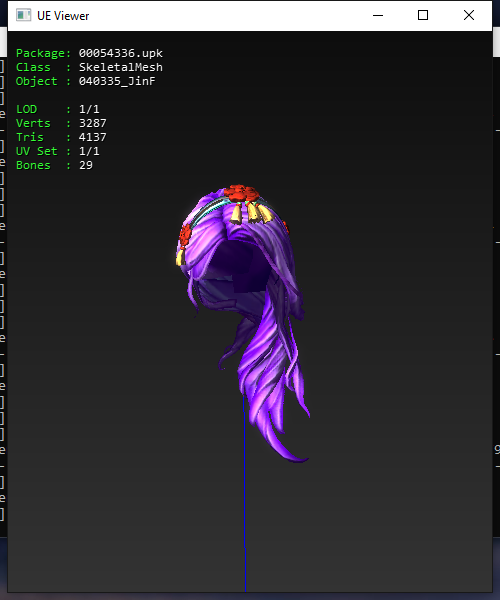 UE Viewer
Package: 00054336.upk
Class : SkeletalMesh
Object : 040335_JinF
LOD : 1/1
Verts : 3287
Tris : 4137
UV Set : 1/1
Bones : 29